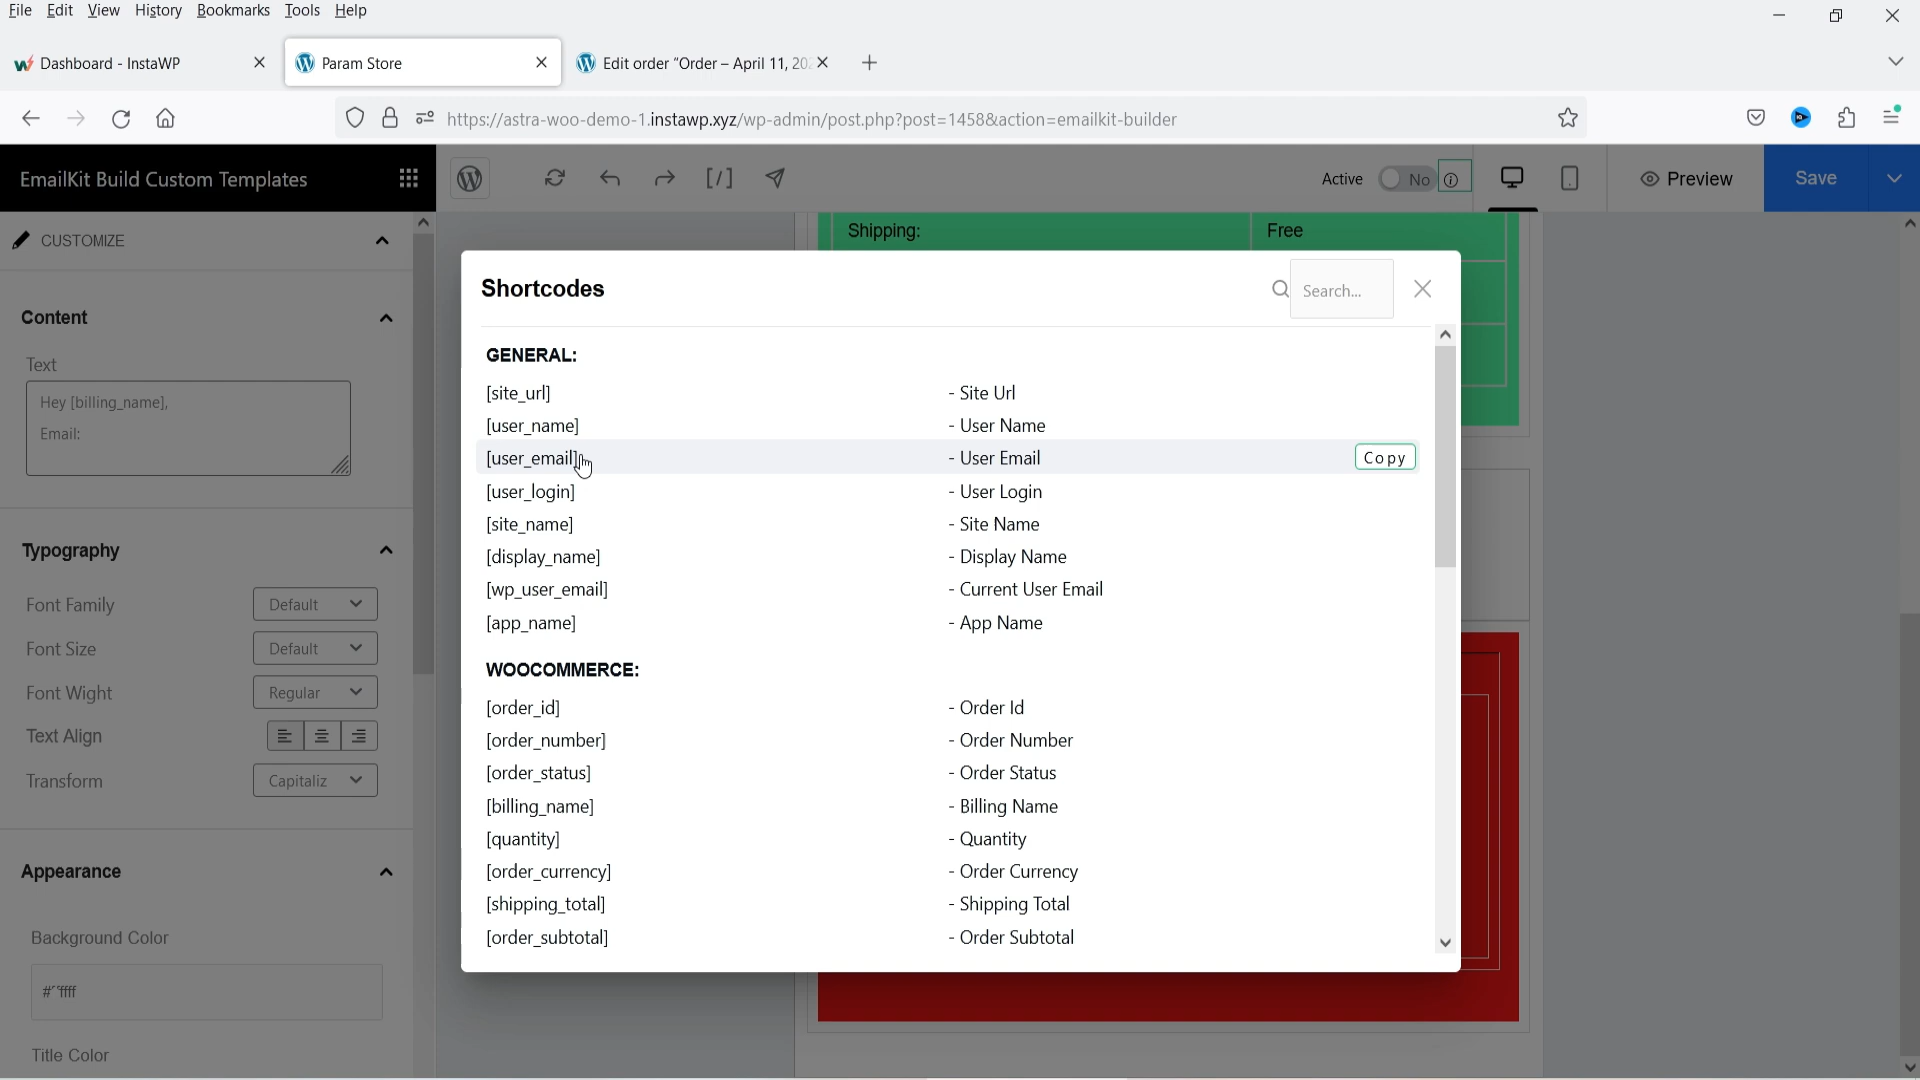 File Edit View History Bookmarks Tools Help
Dashboard - InstaWP
Param Store
Edit order “Order – April 11, 20
https://astra-woo-demo-1.instawp.xyz/wp-admin/post.php?post=1458&action=emailkit-builder
EmailKit Build Custom Templates
[/]
Active
No
Preview
Save
CUSTOMIZE
Content
Text
Hey [billing_name],
Email:
Typography
Font Family
Default
Font Size
Default
Font Wight
Regular
Text Align
Transform
Capitaliz
Appearance
Background Color
Title Color
Shipping:
Free
Shortcodes
Search...
GENERAL:
[site_url] - Site Url
[user_name] - User Name
[user_email] - User Email
Copy
[user_login] - User Login
[site_name] - Site Name
[display_name] - Display Name
[wp_user_email] - Current User Email
[app_name] - App Name
WOOCOMMERCE:
[order_id] - Order Id
[order_number] - Order Number
[order_status] - Order Status
[billing_name] - Billing Name
[quantity] - Quantity
[order_currency] - Order Currency
[shipping_total] - Shipping Total
[order_subtotal] - Order Subtotal